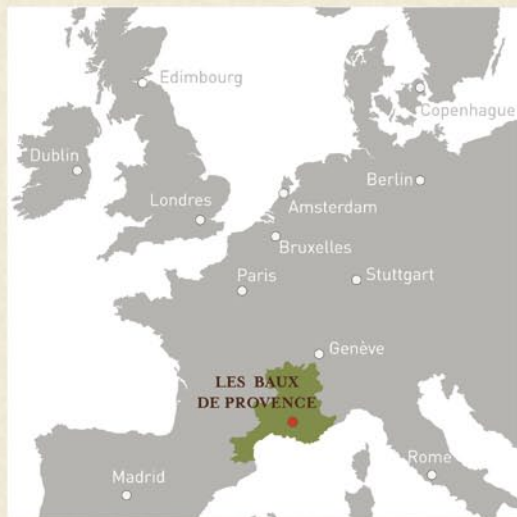 Edimbourg
Copenhague
Dublin
Berlin
Londres
Amsterdam
Bruxelles
Paris
Stuttgart
Genève
LES BAUX
DE PROVENCE
Rome
Madrid